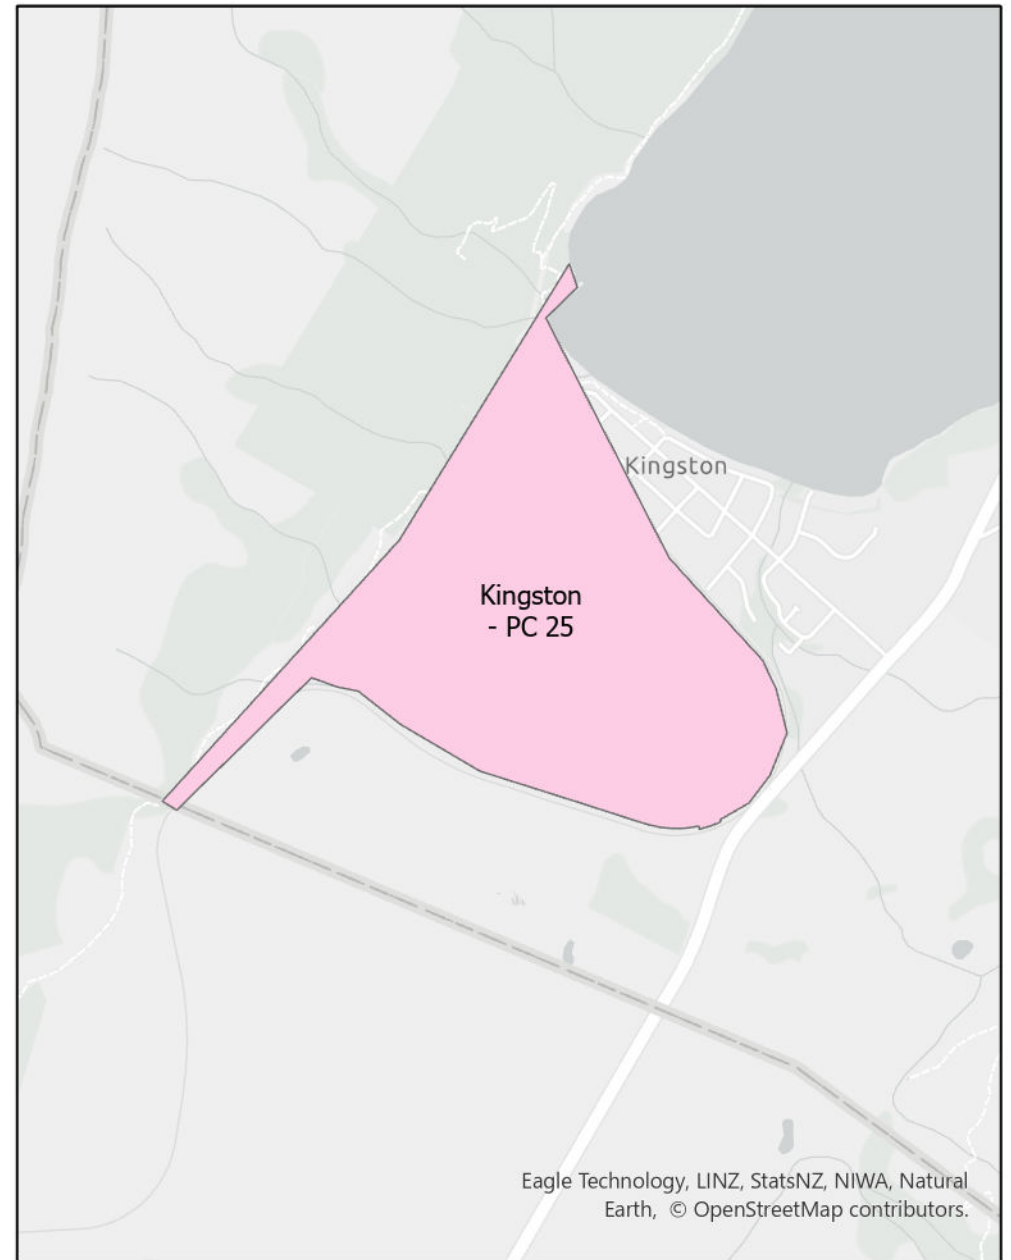 Kingston
Kingston
- PC 25
Eagle Technology, LINZ, StatsNZ, NIWA, Natural
Earth, © OpenStreetMap contributors.